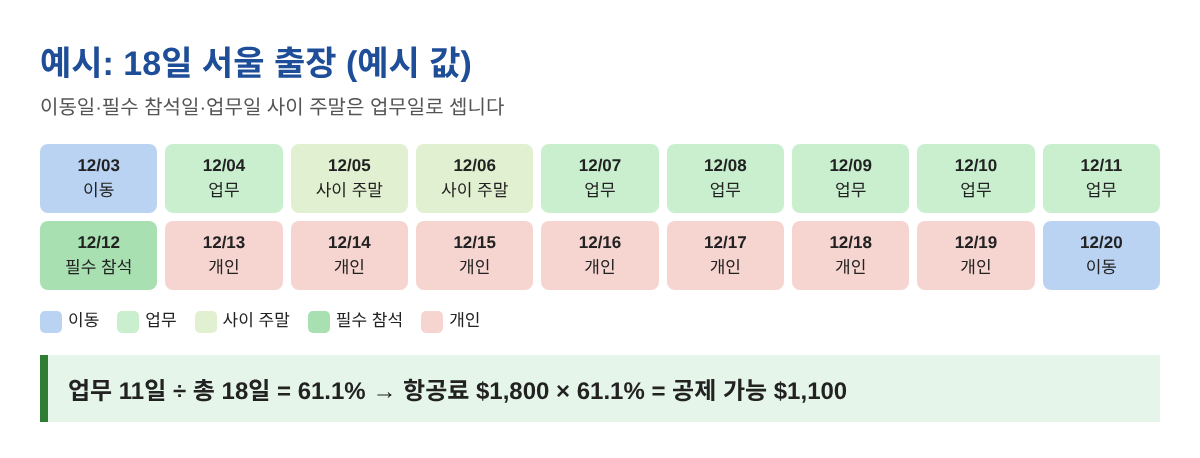 예시: 18일 서울 출장 (예시 값)
이동일·필수 참석일·업무일 사이 주말은 업무일로 셉니다
12/03 12/04 12/05 12/06 12/07 12/08 12/09 12/10 12/11
이동 업무 사이 주말 사이 주말 업무 업무 업무 업무 업무
12/12 12/13 12/14 12/15 12/16 12/17 12/18 12/19 12/20
필수 참석 개인 개인 개인 개인 개인 개인 개인 이동
이동 업무 사이 주말 필수 참석 개인
업무 11일 ÷ 총 18일 = 61.1% → 항공료 $1,800 × 61.1% = 공제 가능 $1,100